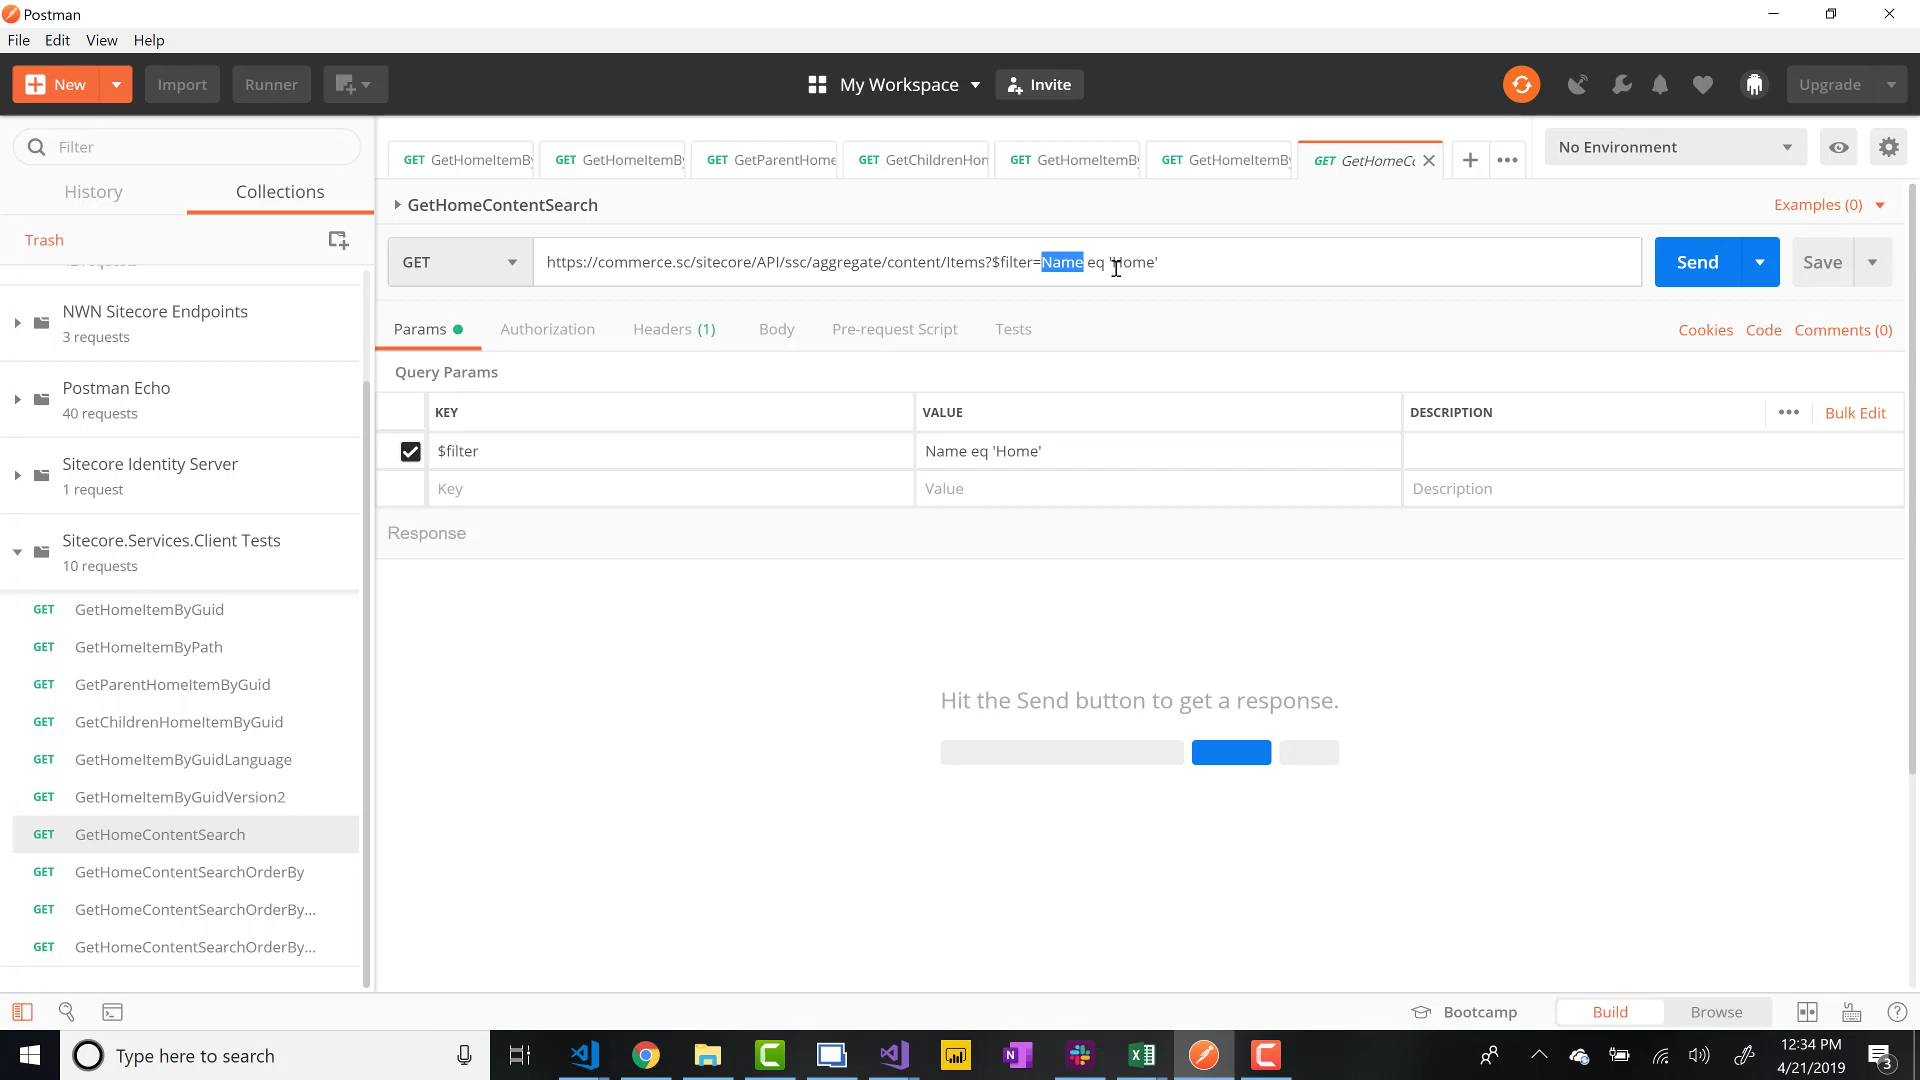 Postman
File Edit View Help
New Import Runner My Workspace Invite Upgrade
Filter
History Collections
Trash
NWN Sitecore Endpoints
3 requests
Postman Echo
40 requests
Sitecore Identity Server
1 request
Sitecore.Services.Client Tests
10 requests
GET GetHomeItemByGuid
GET GetHomeItemByPath
GET GetParentHomeItemByGuid
GET GetChildrenHomeItemByGuid
GET GetHomeItemByGuidLanguage
GET GetHomeItemByGuidVersion2
GET GetHomeContentSearch
GET GetHomeContentSearchOrderBy
GET GetHomeContentSearchOrderBy...
GET GetHomeContentSearchOrderBy...
GET GetHomeItemBy GET GetHomeItemBy GET GetParentHome GET GetChildrenHon GET GetHomeItemBy GET GetHomeItemBy GET GetHomeCo
No Environment
GetHomeContentSearch
Examples (0)
GET https://commerce.sc/sitecore/API/ssc/aggregate/content/Items?$filter=Name eq 'Home' Send Save
Params Authorization Headers (1) Body Pre-request Script Tests
Cookies Code Comments (0)
Query Params
KEY VALUE DESCRIPTION Bulk Edit
$filter Name eq 'Home'
Key Value Description
Response
Hit the Send button to get a response.
Bootcamp Build Browse
Type here to search
12:34 PM
4/21/2019
3